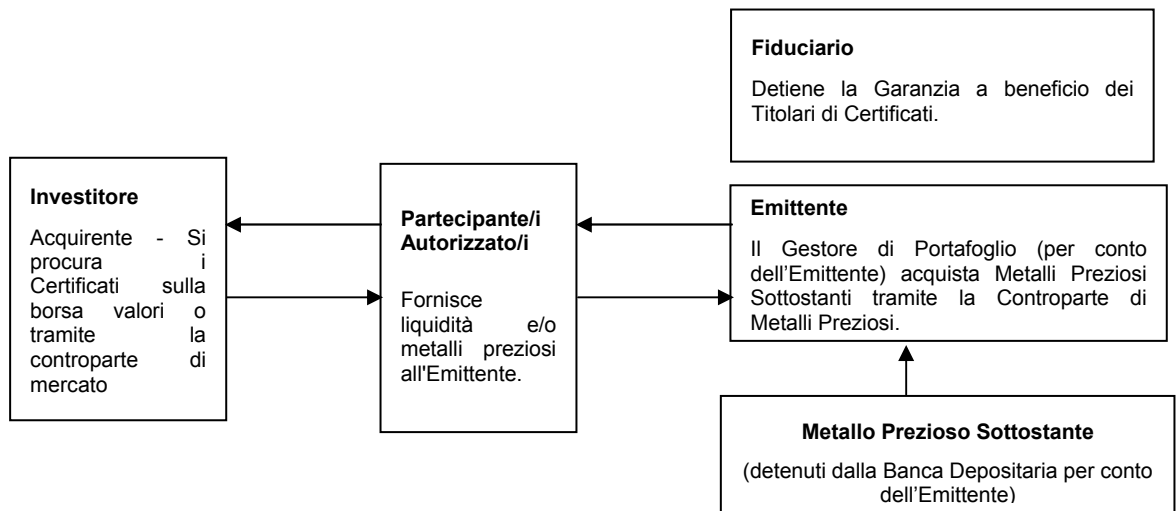 Fiduciario
Detiene la Garanzia a beneficio dei
Titolari di Certificati.
Investitore
Acquirente - Si
procura i
Certificati sulla
borsa valori o
tramite la
controparte di
mercato
Partecipante/i
Autorizzato/i
Fornisce
liquidità e/o
metalli preziosi
all'Emittente.
Emittente
Il Gestore di Portafoglio (per conto
dell'Emittente) acquista Metalli Preziosi
Sottostanti tramite la Controparte di
Metalli Preziosi.
Metallo Prezioso Sottostante
(detenuti dalla Banca Depositaria per conto
dell'Emittente)